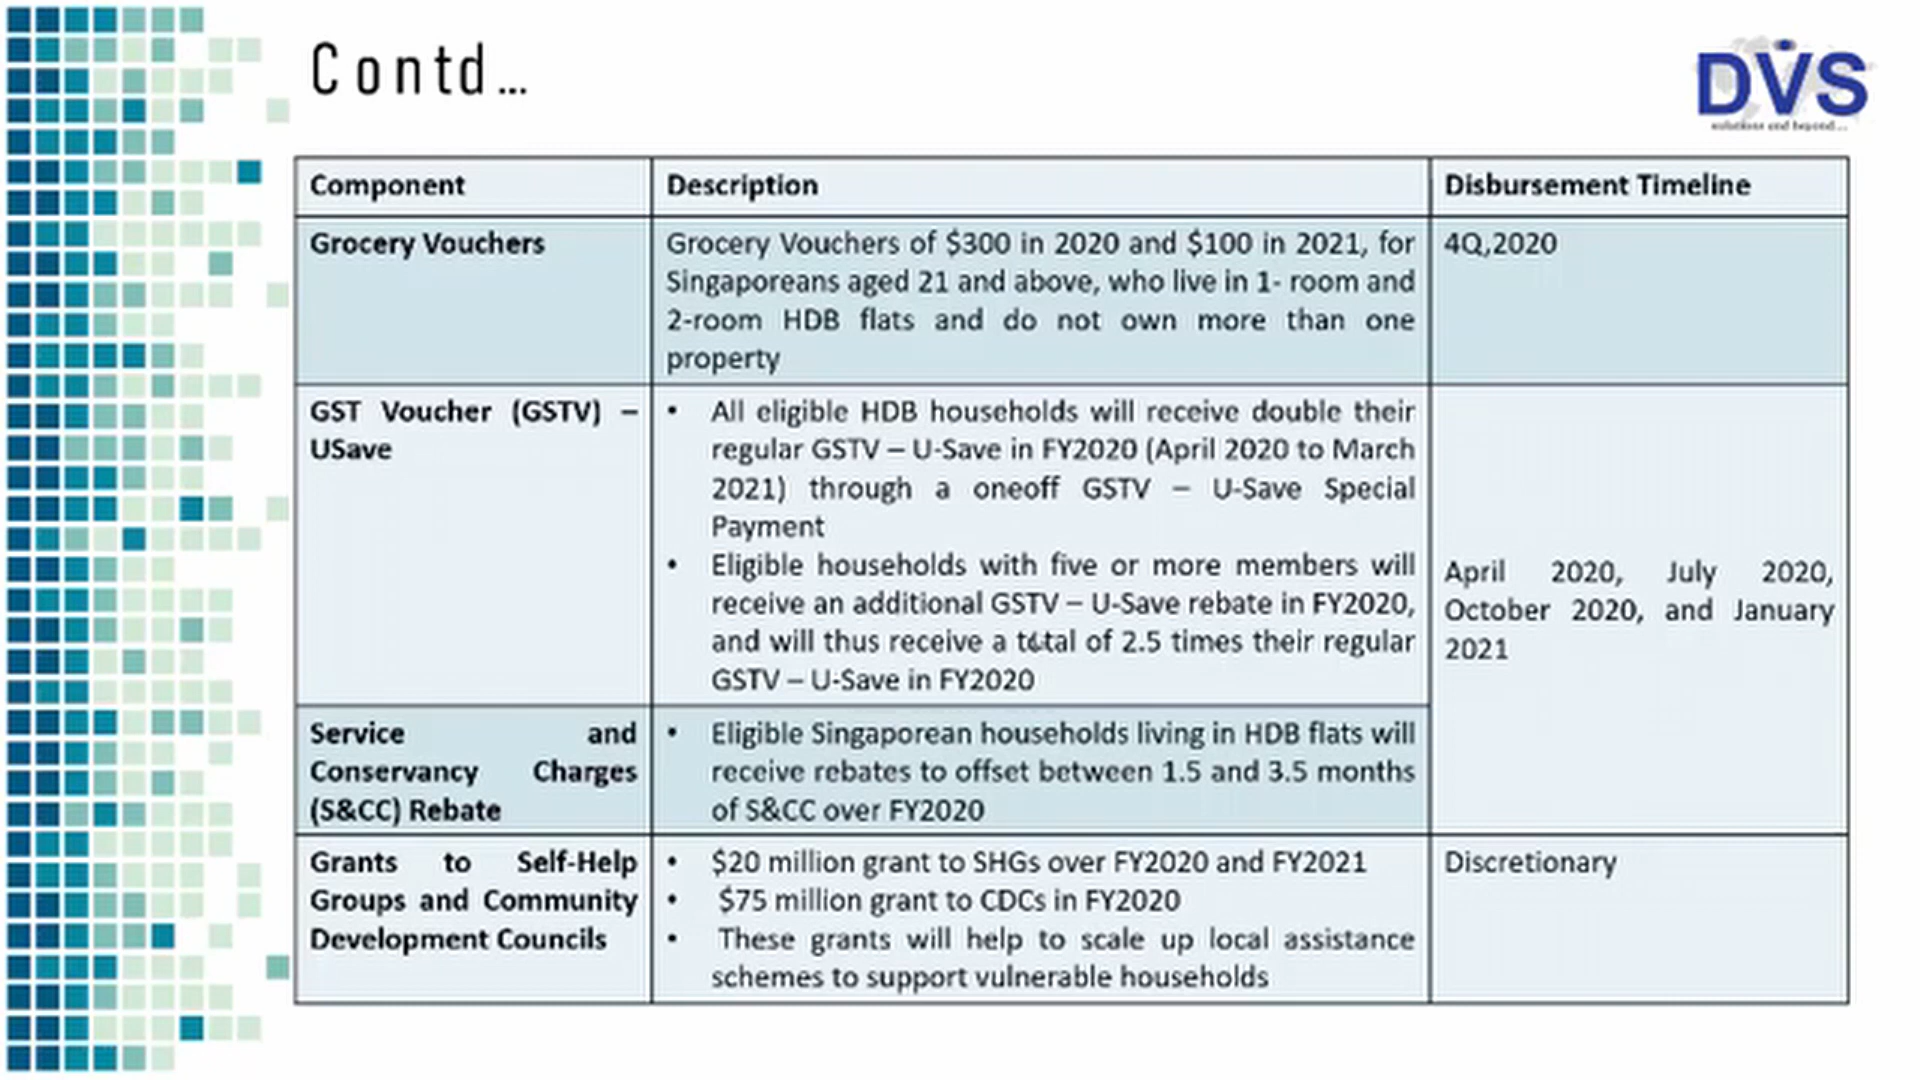 Contd…
DVS
solutions and beyond...
Component
Description
Disbursement Timeline
Grocery Vouchers
Grocery Vouchers of $300 in 2020 and $100 in 2021, for
Singaporeans aged 21 and above, who live in 1- room and
2-room HDB flats and do not own more than one
property
4Q,2020
GST Voucher (GSTV) –
USave
• All eligible HDB households will receive double their
regular GSTV – U-Save in FY2020 (April 2020 to March
2021) through a oneoff GSTV – U-Save Special
Payment
• Eligible households with five or more members will
receive an additional GSTV – U-Save rebate in FY2020,
and will thus receive a total of 2.5 times their regular
GSTV – U-Save in FY2020
April 2020, July 2020,
October 2020, and January
2021
Service and
Conservancy Charges
(S&CC) Rebate
• Eligible Singaporean households living in HDB flats will
receive rebates to offset between 1.5 and 3.5 months
of S&CC over FY2020
Grants to Self-Help
Groups and Community
Development Councils
• $20 million grant to SHGs over FY2020 and FY2021
• $75 million grant to CDCs in FY2020
• These grants will help to scale up local assistance
schemes to support vulnerable households
Discretionary